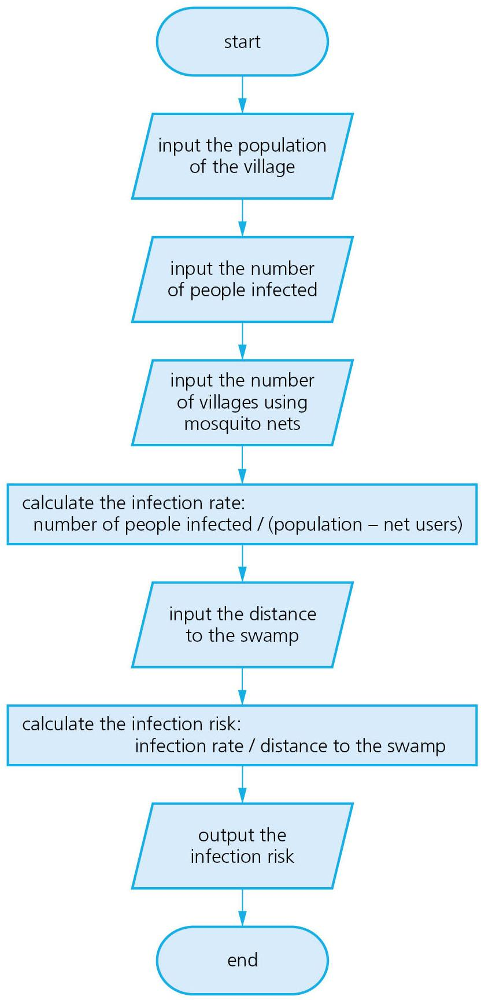 start
input the population
of the village
input the number
of people infected
input the number
of villages using
mosquito nets
calculate the infection rate:
number of people infected / (population – net users)
input the distance
to the swamp
calculate the infection risk:
infection rate / distance to the swamp
output the
infection risk
end